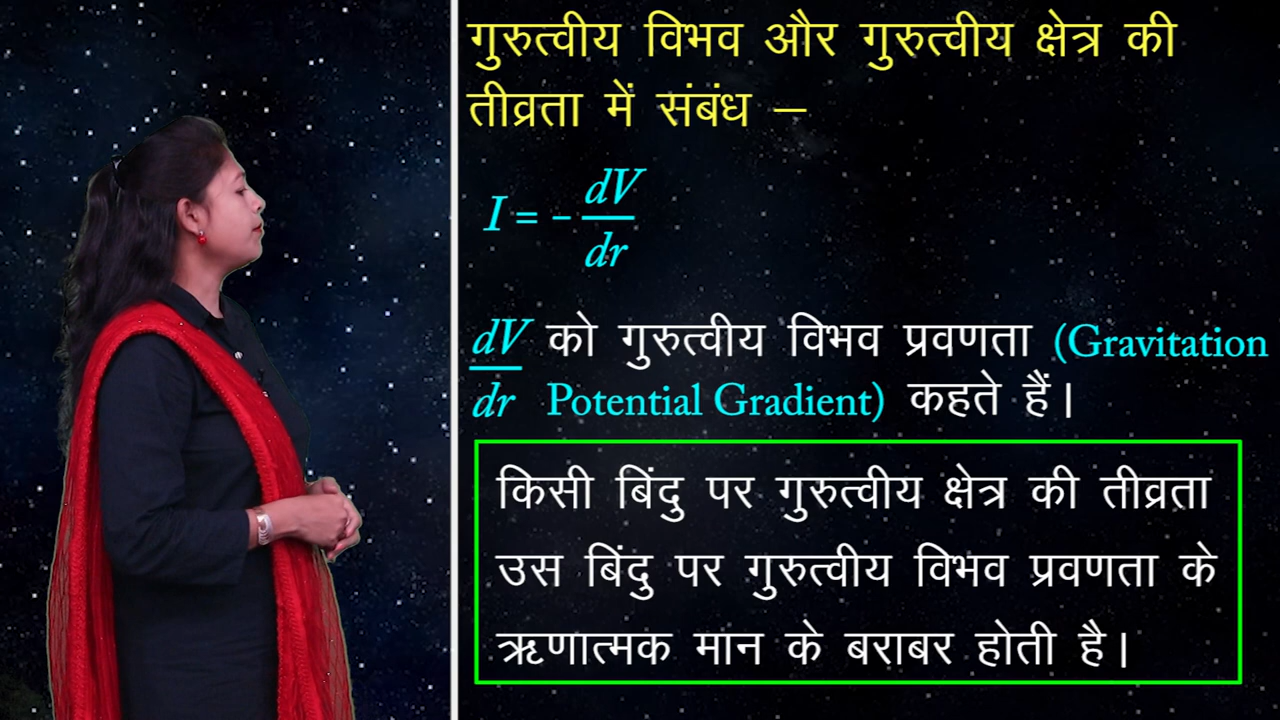 गुरुत्वीय विभव और गुरुत्वीय क्षेत्र की
तीव्रता में संबंध –
I = - dV/dr
dV/dr को गुरुत्वीय विभव प्रवणता (Gravitation
Potential Gradient) कहते हैं।
किसी बिंदु पर गुरुत्वीय क्षेत्र की तीव्रता
उस बिंदु पर गुरुत्वीय विभव प्रवणता के
ऋणात्मक मान के बराबर होती है।